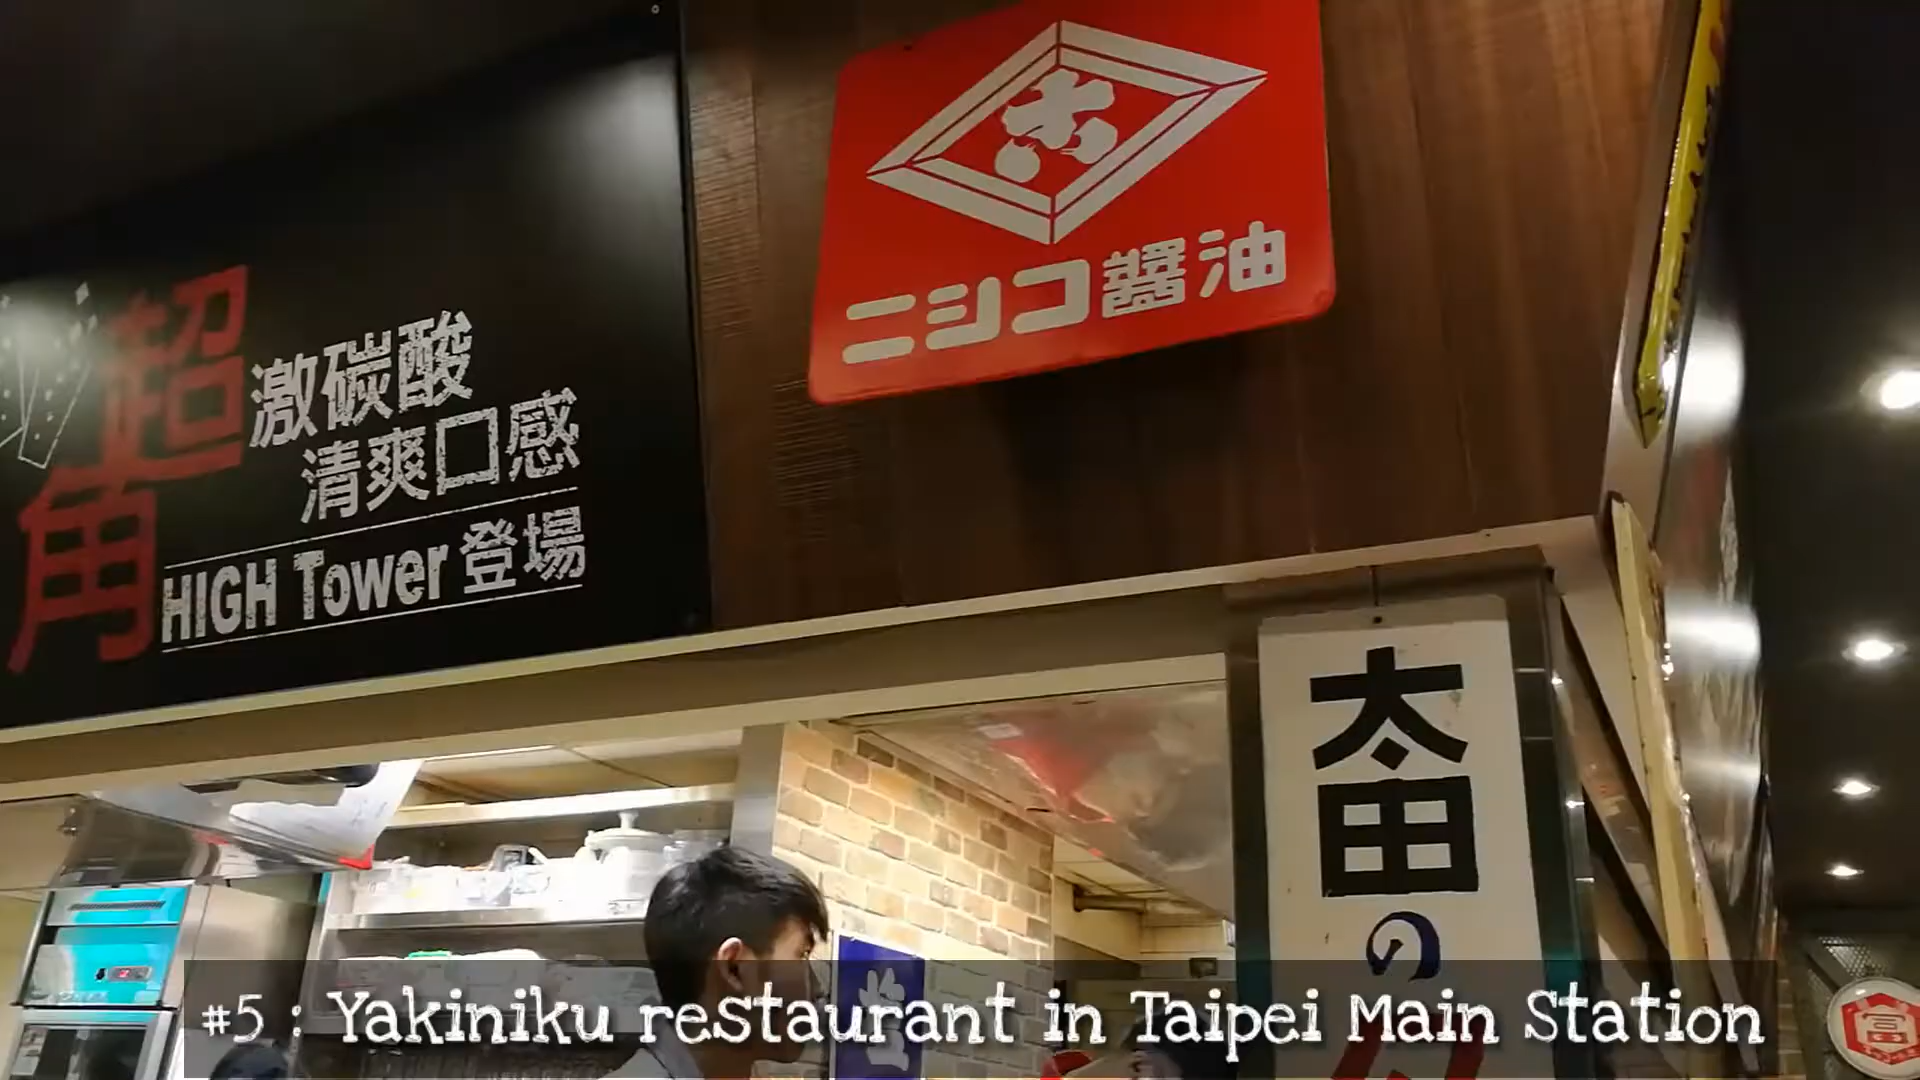 ニシコ醤油
超角
激碳酸
清爽口感
HIGH Tower 登場
太田の
#5 : Yakiniku restaurant in Taipei Main Station